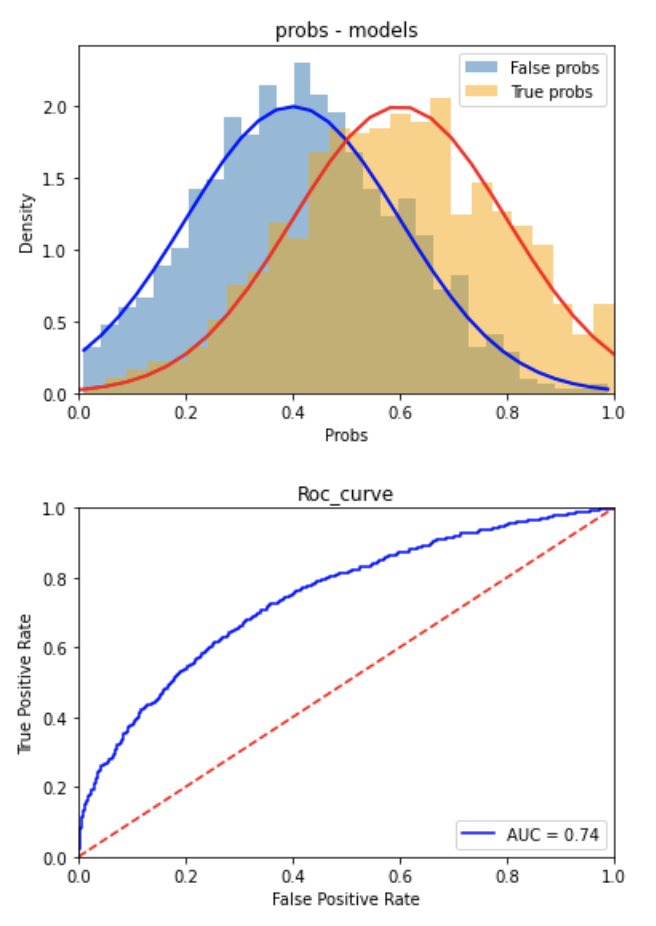 probs - models
False probs
True probs
Density
2.0
1.5
1.0
0.5
0.0
0.0 0.2 0.4 0.6 0.8 1.0
Probs
Roc_curve
True Positive Rate
1.0
0.8
0.6
0.4
0.2
0.0
AUC = 0.74
0.0 0.2 0.4 0.6 0.8 1.0
False Positive Rate